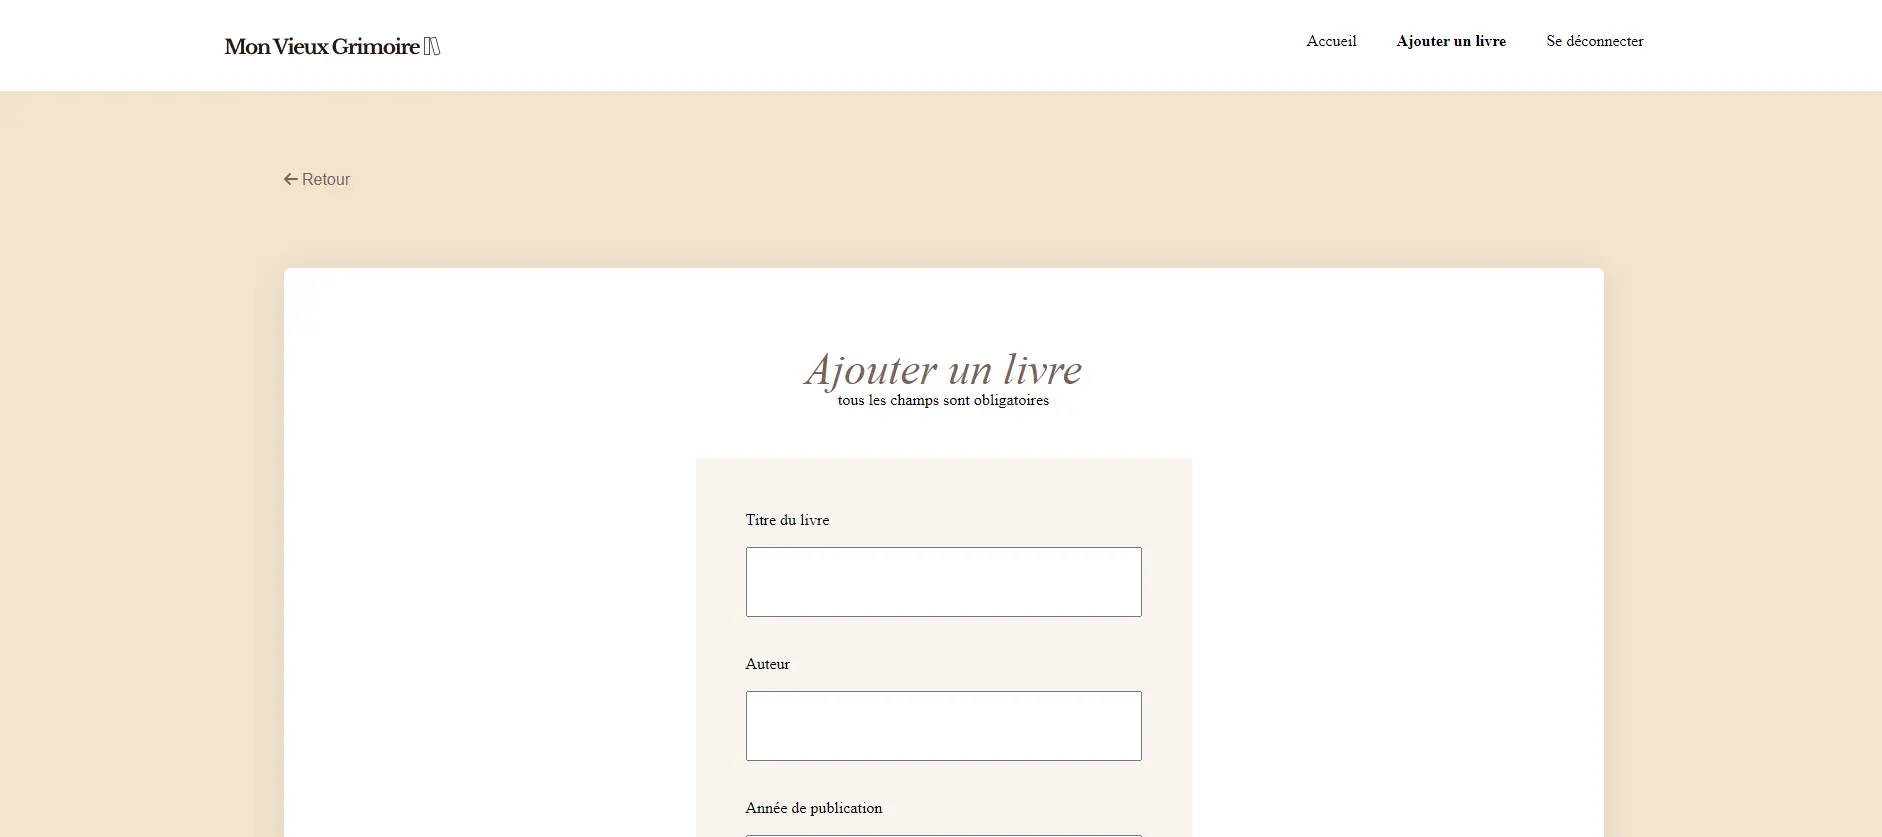 Mon Vieux Grimoire
Accueil
Ajouter un livre
Se déconnecter
Retour
Ajouter un livre
tous les champs sont obligatoires
Titre du livre
Auteur
Année de publication